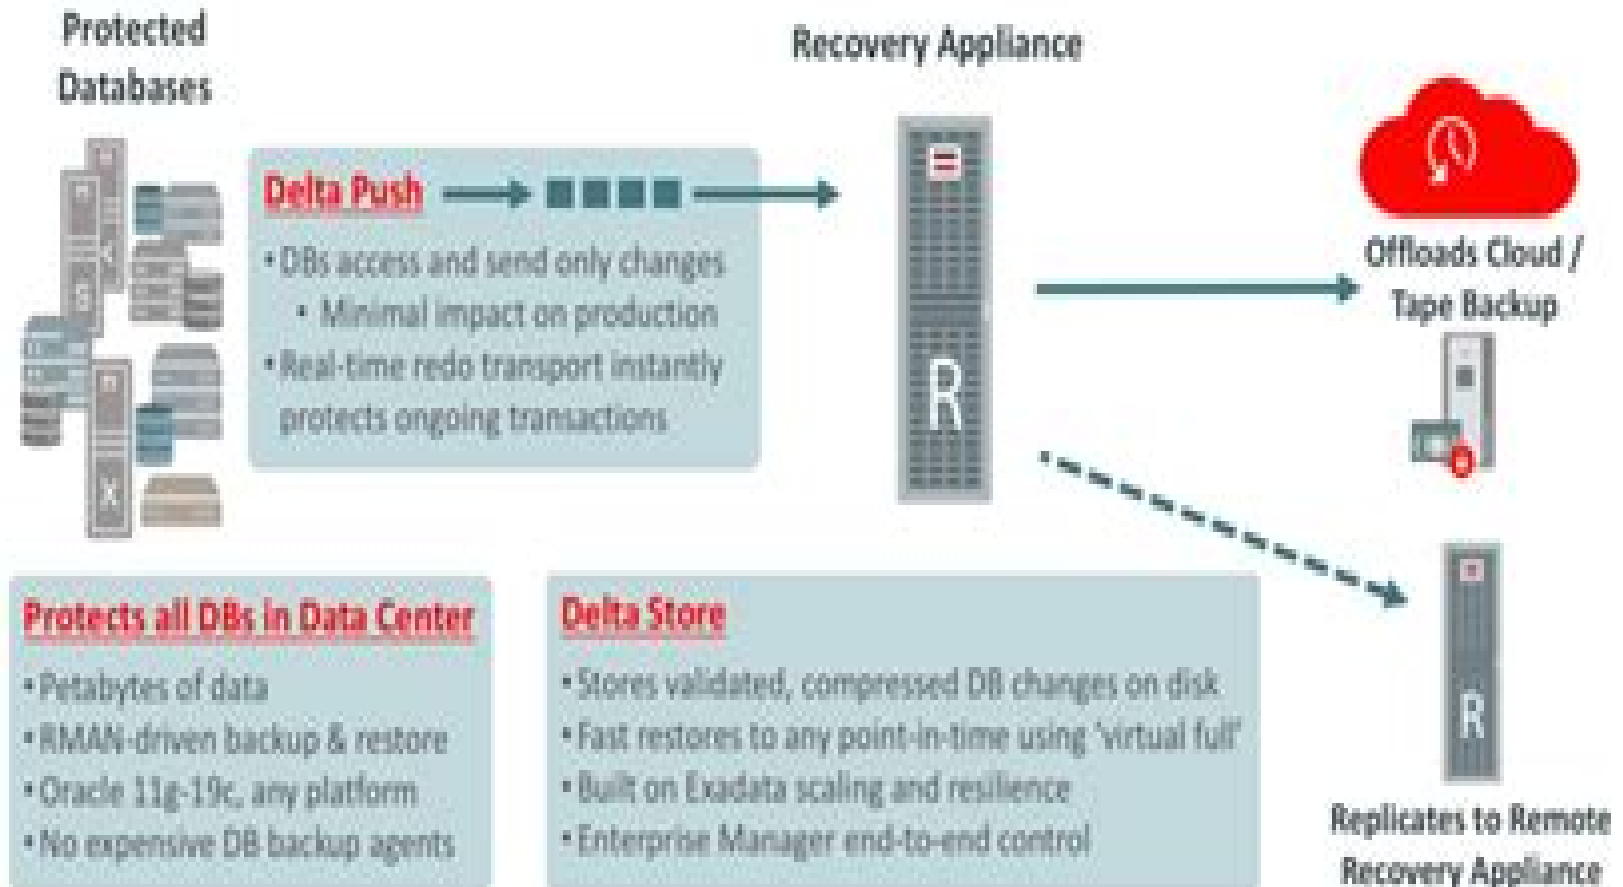 Protected
Databases
Recovery Appliance
Delta Push
• DBs access and send only changes
• Minimal impact on production
• Real-time redo transport instantly
protects ongoing transactions
R
Offloads Cloud /
Tape Backup
X
Protects all DBs in Data Center
• Petabytes of data
• RMAN-driven backup & restore
• Oracle 11g-19c, any platform
• No expensive DB backup agents
Delta Store
• Stores validated, compressed DB changes on disk
• Fast restores to any point-in-time using 'virtual full'
• Built on Exadata scaling and resilience
• Enterprise Manager end-to-end control
R
Replicates to Remote
Recovery Appliance